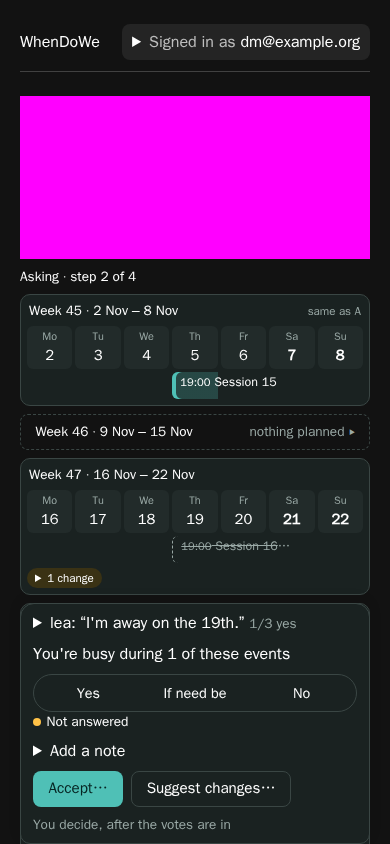 WhenDoWe
▶ Signed in as dm@example.org
Asking · step 2 of 4
Week 45 · 2 Nov – 8 Nov same as A
Mo Tu We Th Fr Sa Su
2 3 4 5 6 7 8
19:00 Session 15
Week 46 · 9 Nov – 15 Nov nothing planned ▸
Week 47 · 16 Nov – 22 Nov
Mo Tu We Th Fr Sa Su
16 17 18 19 20 21 22
19:00 Session 16…
▶ 1 change
▶ lea: “I'm away on the 19th.” 1/3 yes
You're busy during 1 of these events
Yes If need be No
Not answered
▶ Add a note
Accept… Suggest changes…
You decide, after the votes are in